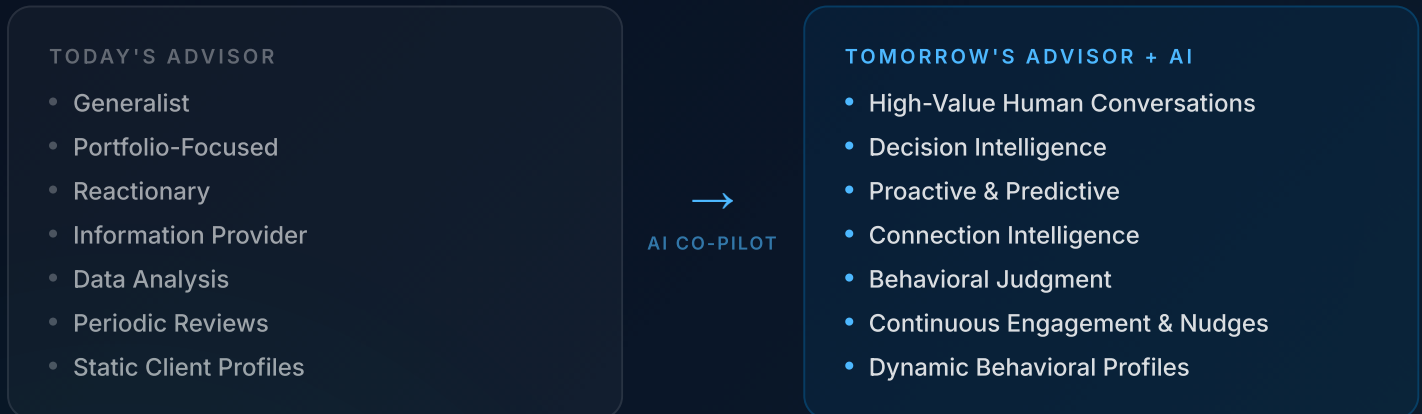 TODAY'S ADVISOR
• Generalist
• Portfolio-Focused
• Reactionary
• Information Provider
• Data Analysis
• Periodic Reviews
• Static Client Profiles
→
AI CO-PILOT
TOMORROW'S ADVISOR + AI
• High-Value Human Conversations
• Decision Intelligence
• Proactive & Predictive
• Connection Intelligence
• Behavioral Judgment
• Continuous Engagement & Nudges
• Dynamic Behavioral Profiles